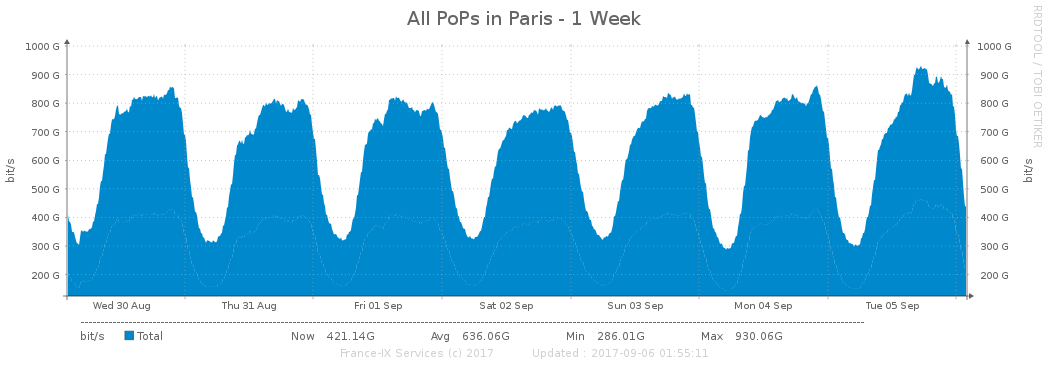 All PoPs in Paris - 1 Week
RRDTOOL / TOBI OETIKER
bit/s
1000 G
900 G
800 G
700 G
600 G
500 G
400 G
300 G
200 G
1000 G
900 G
800 G
700 G
600 G
500 G
400 G
300 G
200 G
bit/s
Wed 30 Aug Thu 31 Aug Fri 01 Sep Sat 02 Sep Sun 03 Sep Mon 04 Sep Tue 05 Sep
bit/s Total Now 421.14G Avg 636.06G Min 286.01G Max 930.06G
France-IX Services (c) 2017 Updated : 2017-09-06 01:55:11